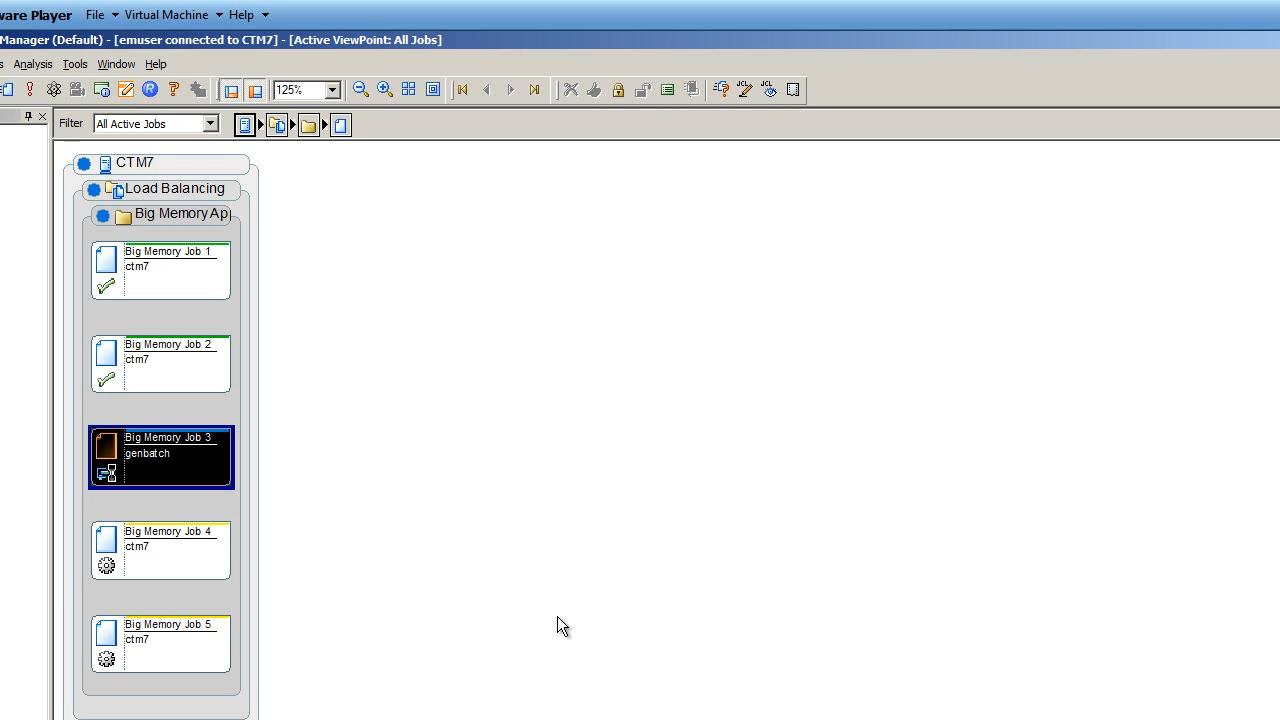 ware Player File Virtual Machine Help
Manager (Default) - [emuser connected to CTM7] - [Active ViewPoint: All Jobs]
s Analysis Tools Window Help
125%
Filter All Active Jobs
CTM7
Load Balancing
Big Memory Ap
Big Memory Job 1
ctm7
Big Memory Job 2
ctm7
Big Memory Job 3
genbatch
Big Memory Job 4
ctm7
Big Memory Job 5
ctm7